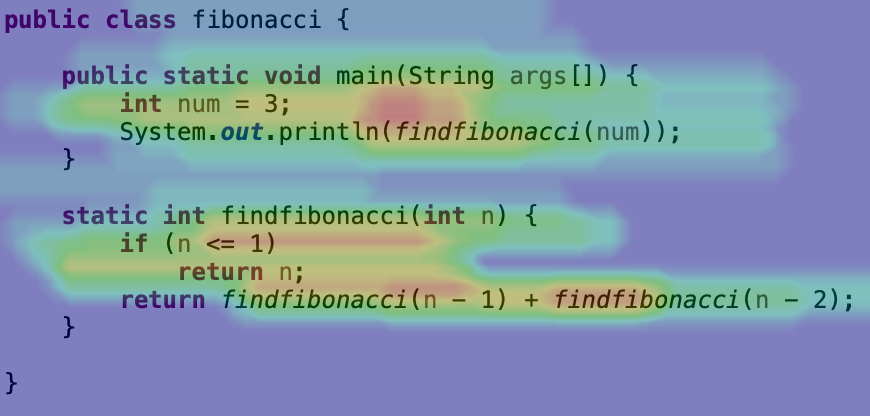 public class fibonacci {
public static void main(String args[]) {
int num = 3;
System.out.println(findfibonacci(num));
}
static int findfibonacci(int n) {
if (n <= 1)
return n;
return findfibonacci(n - 1) + findfibonacci(n - 2);
}
}